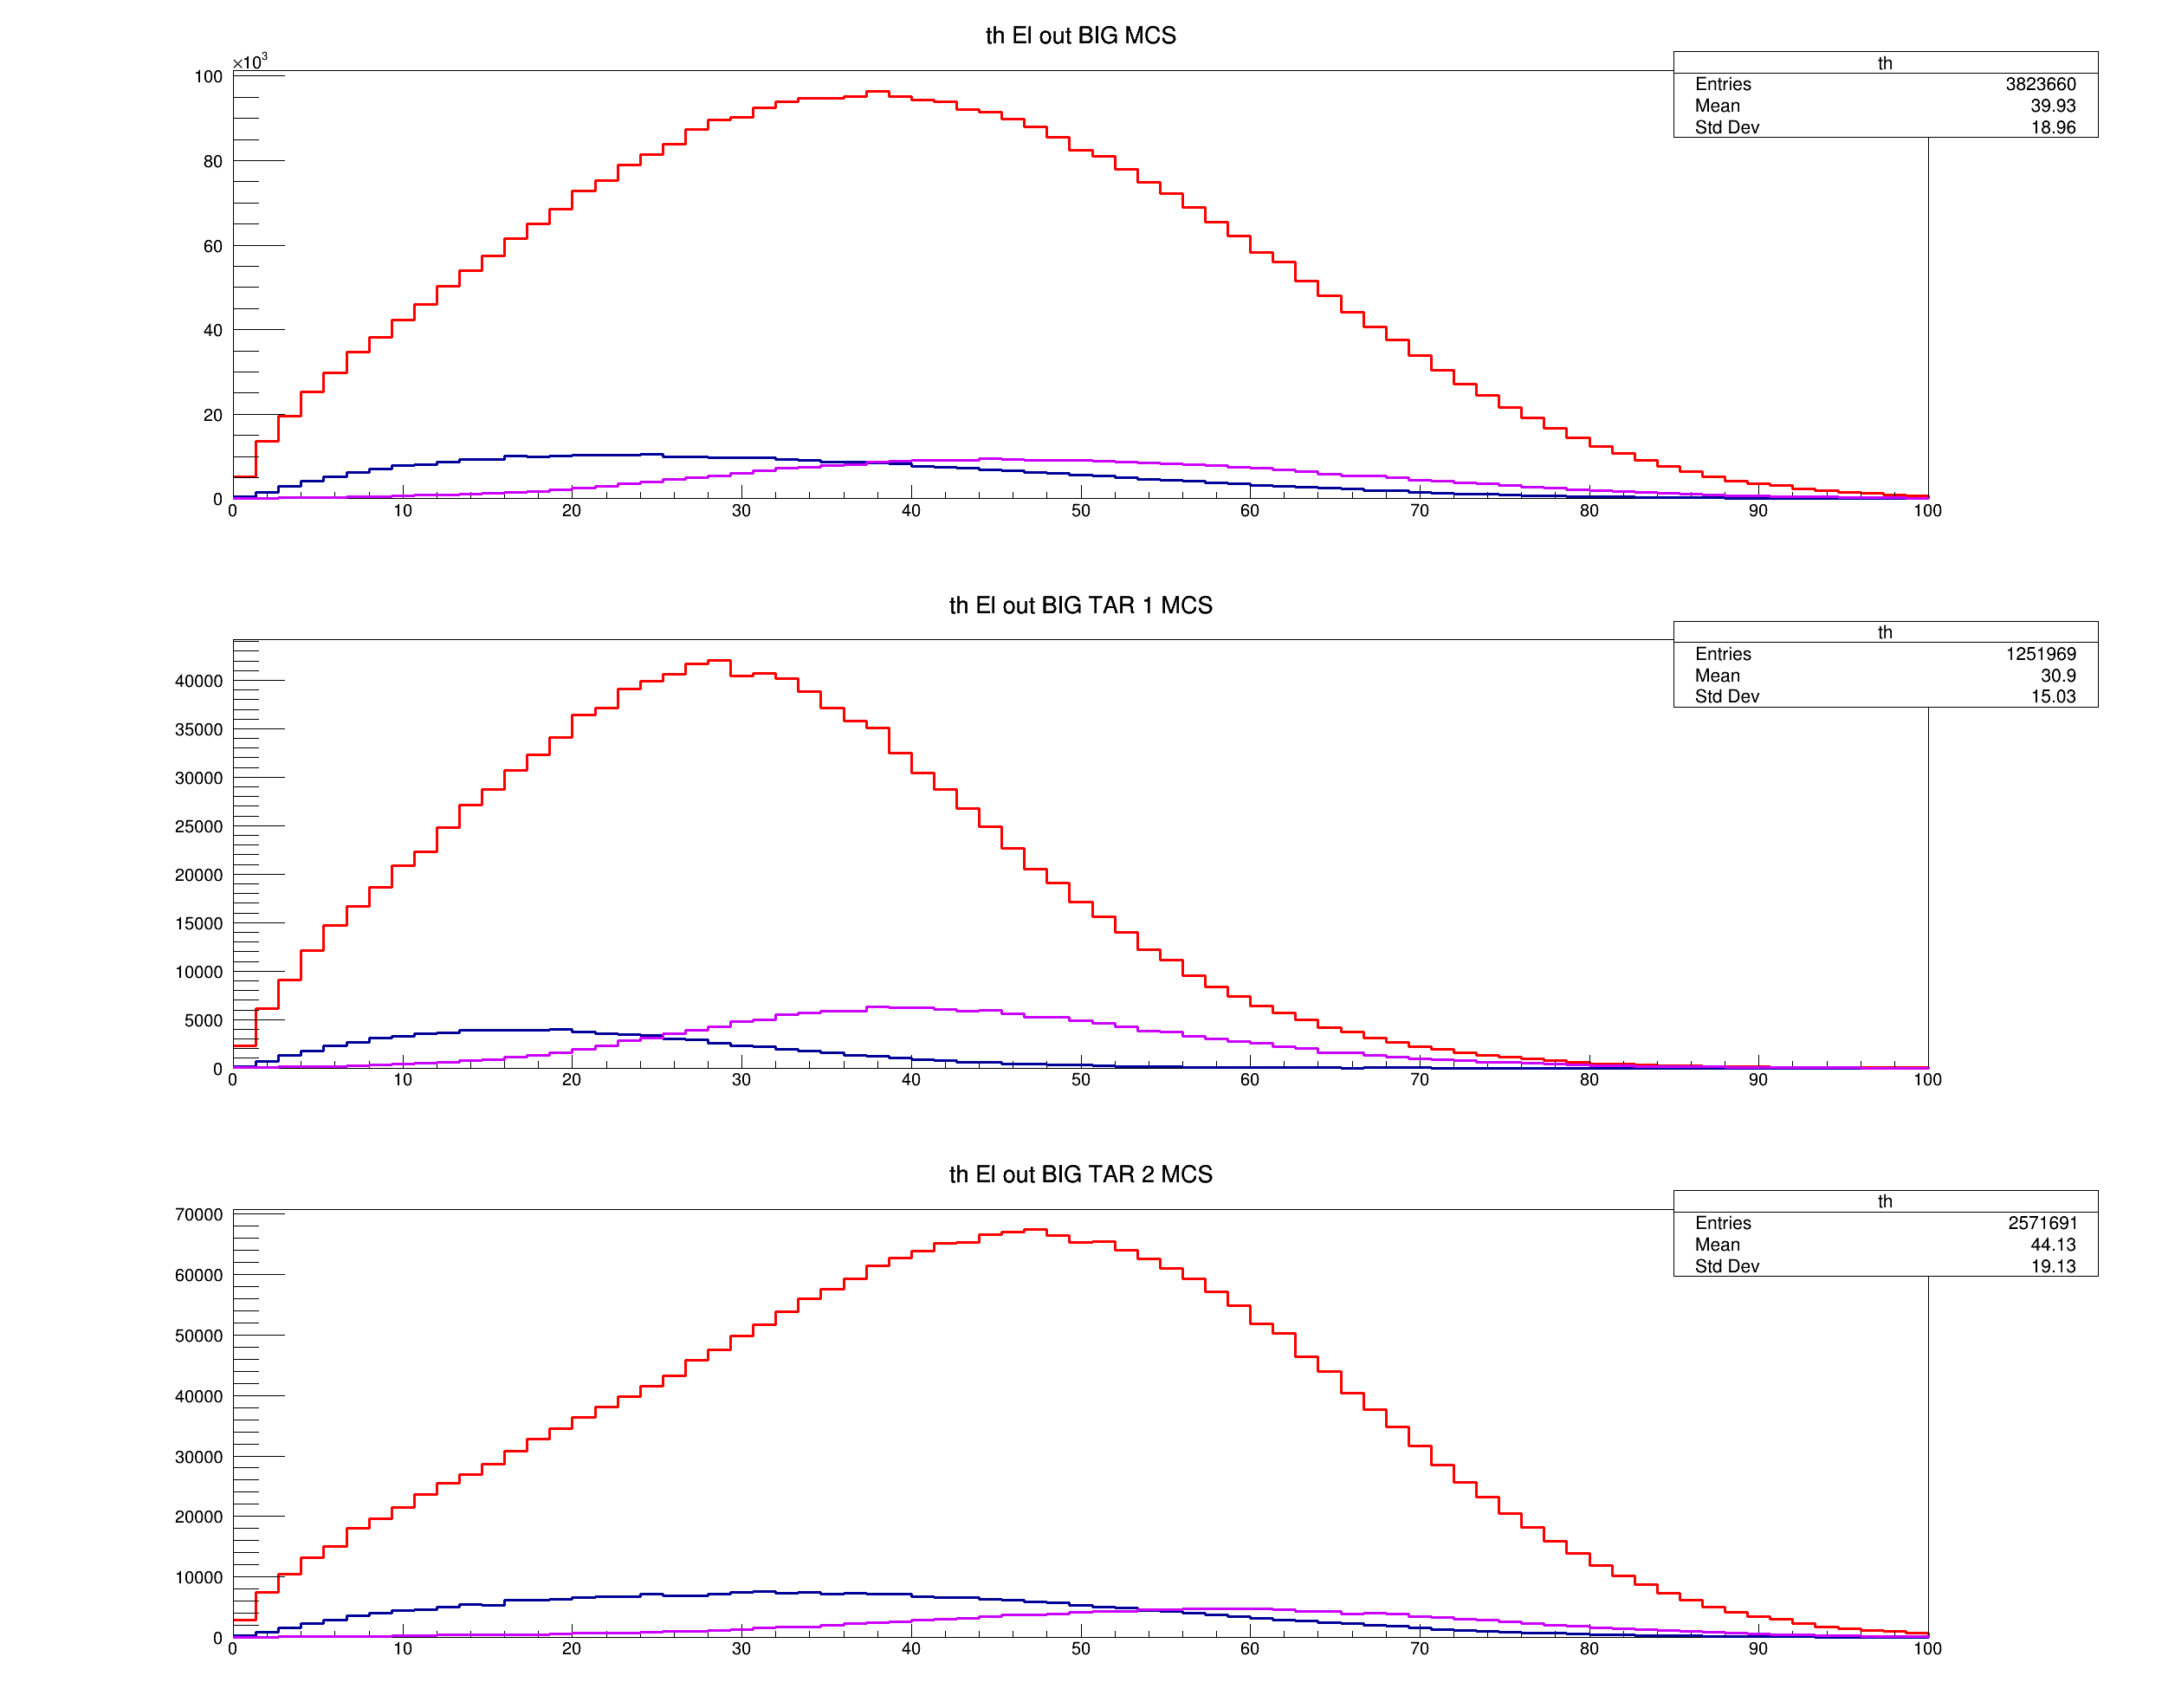 th El out BIG MCS
×10³
th
Entries 3823660
Mean 39.93
Std Dev 18.96
100
80
60
40
20
0
0 10 20 30 40 50 60 70 80 90 100
th El out BIG TAR 1 MCS
th
Entries 1251969
Mean 30.9
Std Dev 15.03
40000
35000
30000
25000
20000
15000
10000
5000
0
0 10 20 30 40 50 60 70 80 90 100
th El out BIG TAR 2 MCS
th
Entries 2571691
Mean 44.13
Std Dev 19.13
70000
60000
50000
40000
30000
20000
10000
0
0 10 20 30 40 50 60 70 80 90 100